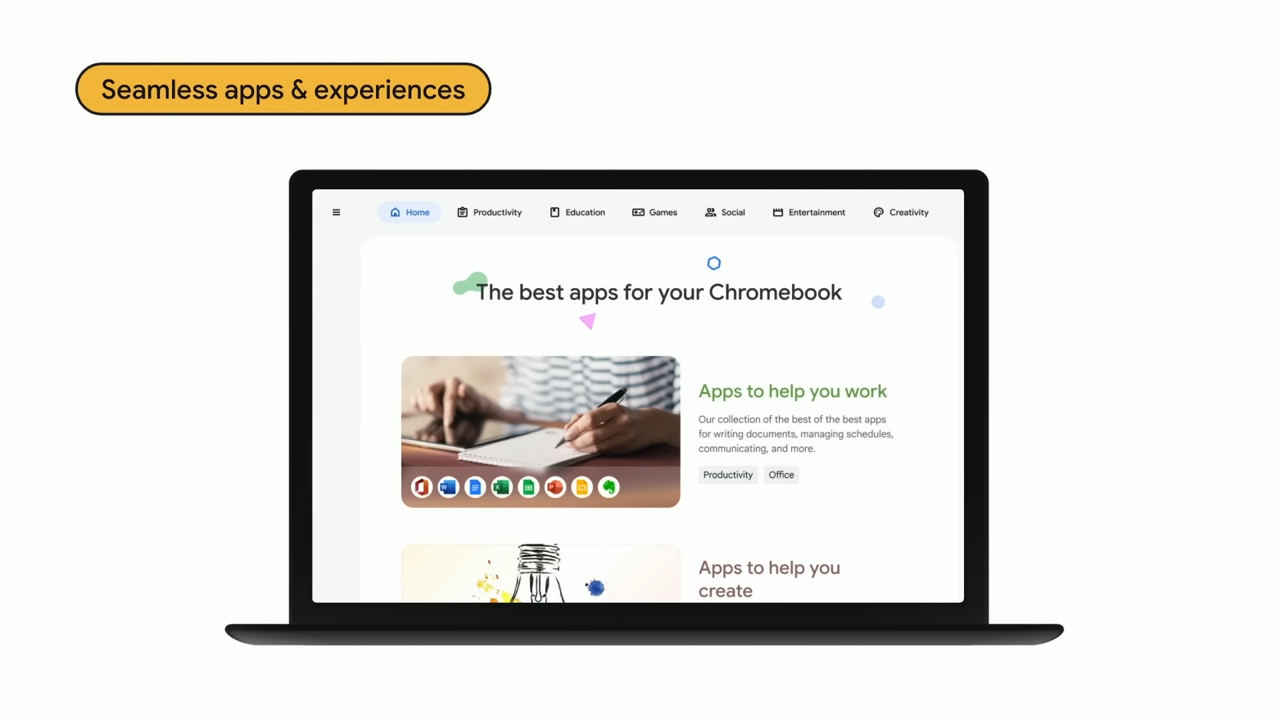 Seamless apps & experiences
Home Productivity Education Games Social Entertainment Creativity
The best apps for your Chromebook
Apps to help you work
Our collection of the best of the best apps
for writing documents, managing schedules,
communicating, and more.
Productivity Office
Apps to help you
create